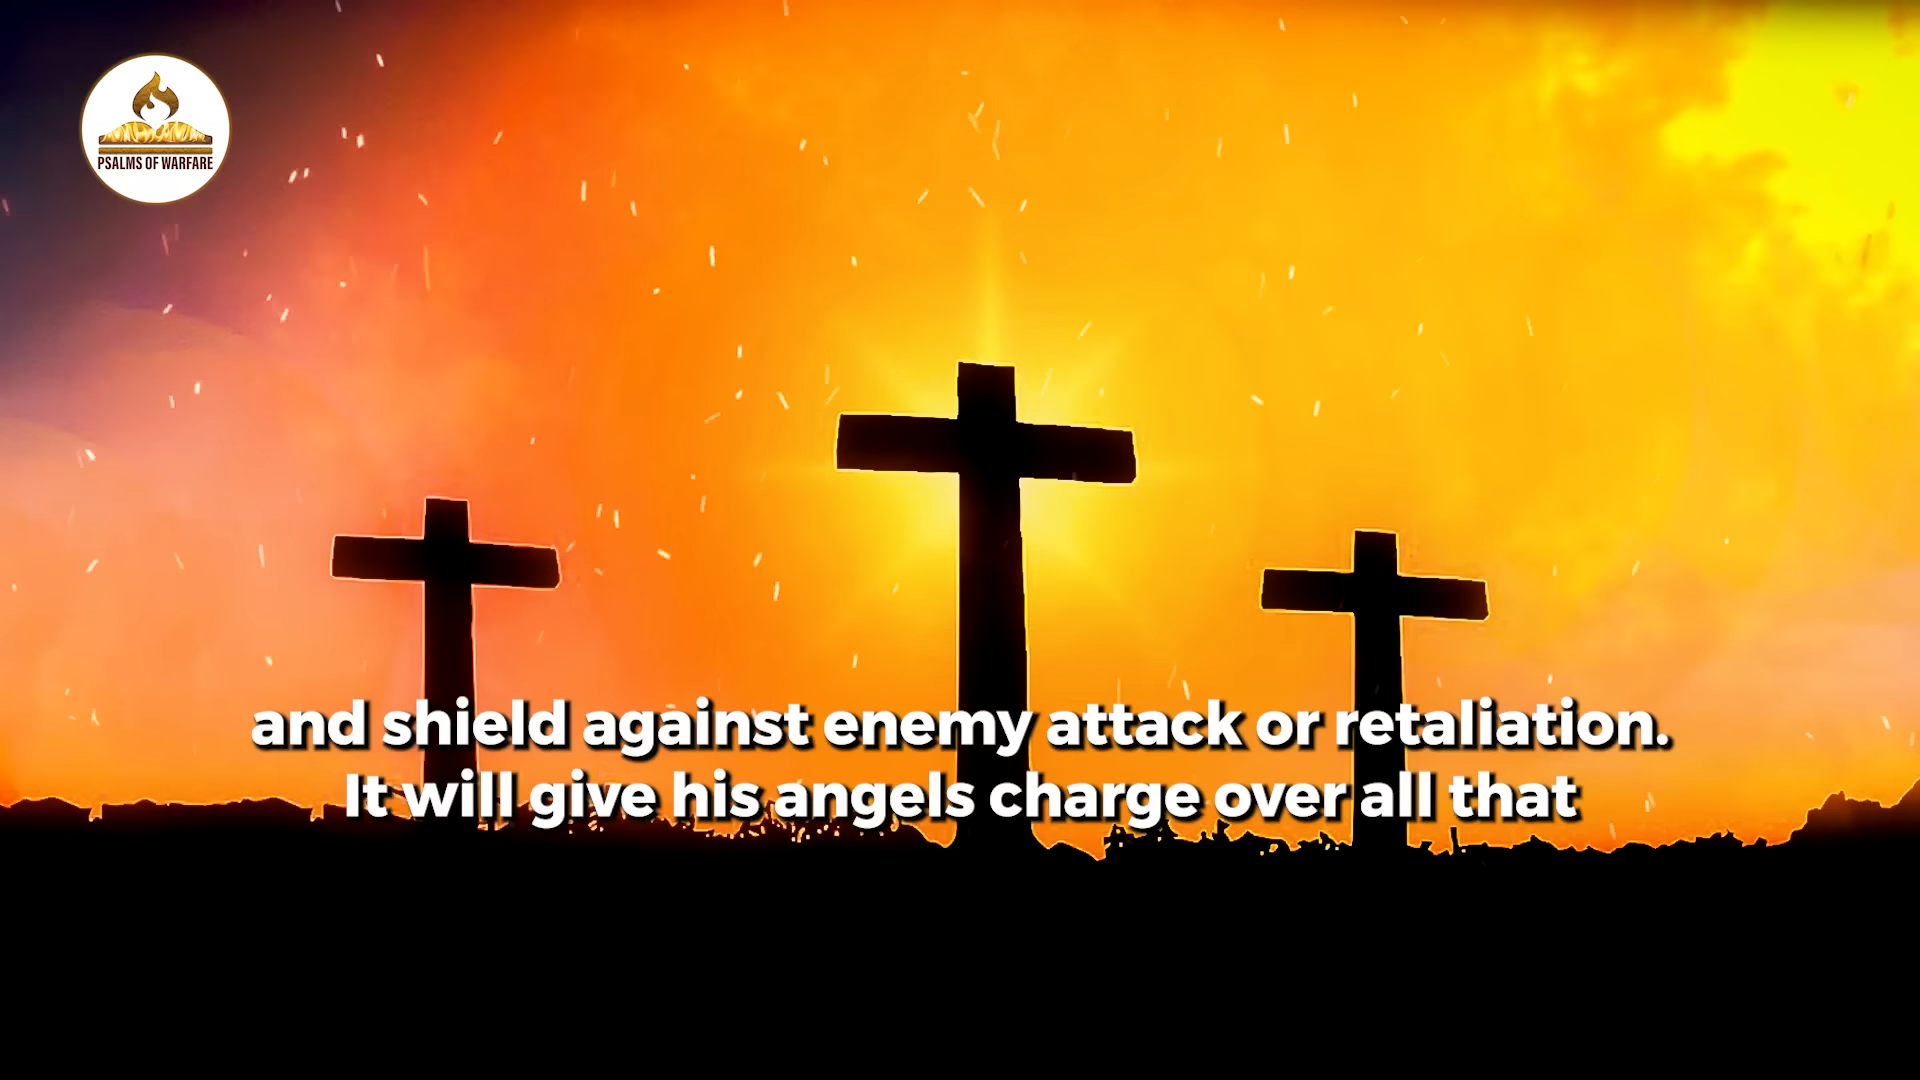 PSALMS OF WARFARE
and shield against enemy attack or retaliation.
It will give his angels charge over all that